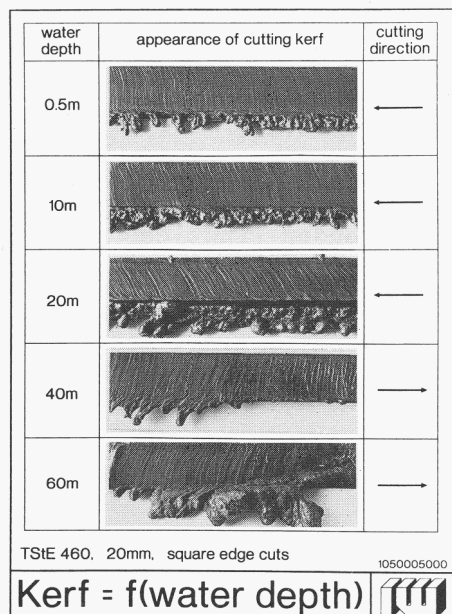 water depth
appearance of cutting kerf
cutting direction
0.5m
10m
20m
40m
60m
TStE 460, 20mm, square edge cuts
1050005000
Kerf = f(water depth)